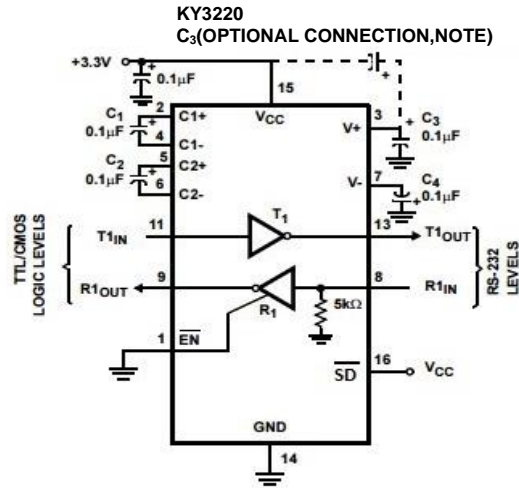 KY3220
C₃(OPTIONAL CONNECTION,NOTE)
+3.3V
+
0.1µF
+
15
C₁
0.1µF
+
2
C1+
VCC
V+
3
+
C₃
0.1µF
4
C1-
C₂
0.1µF
+
5
C2+
6
C2-
V-
7
C₄
0.1µF
+
TTL/CMOS
LOGIC LEVELS
T1IN
11
T₁
13
T1OUT
RS-232
LEVELS
R1OUT
9
R₁
5kΩ
8
R1IN
1
EN
SD
16
VCC
GND
14